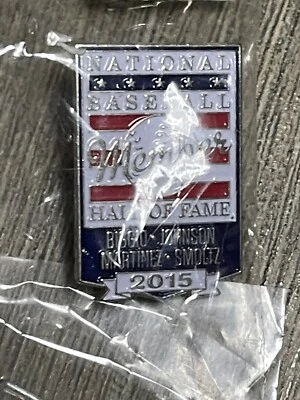 NATIONAL
BASEBALL
Member
HALL OF FAME
BIGGIO · JOHNSON
MARTINEZ · SMOLTZ
2015